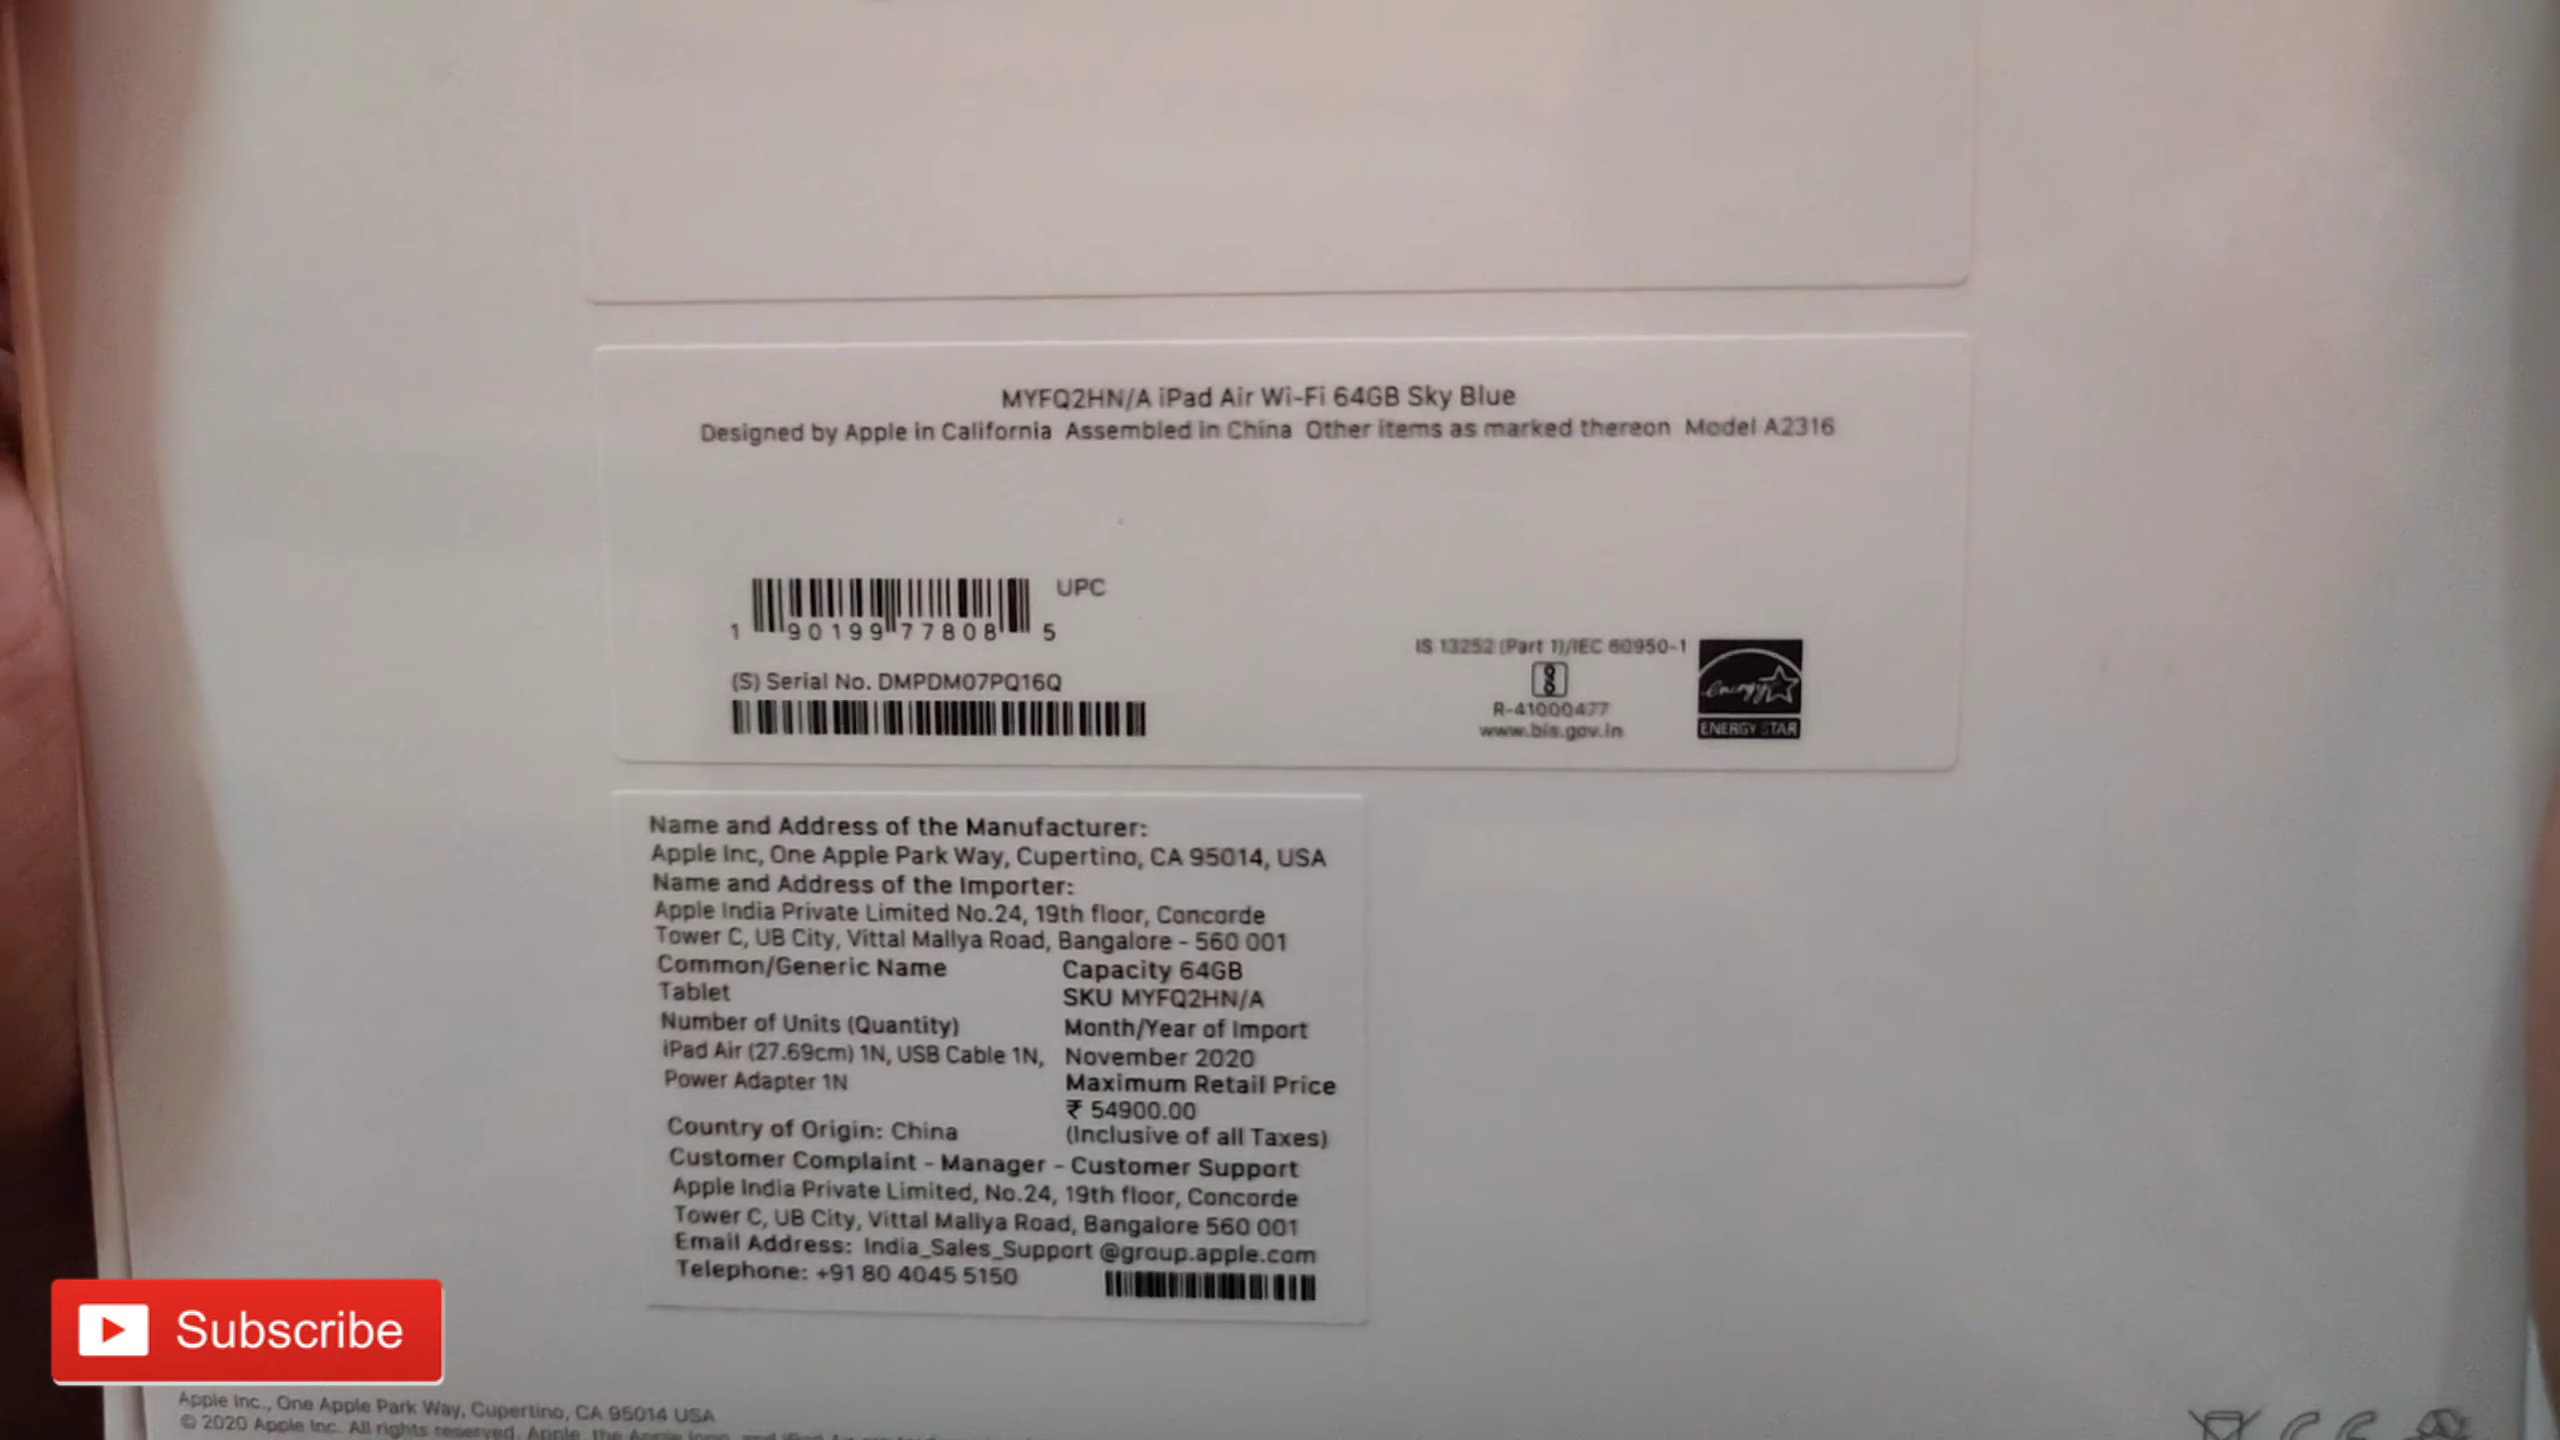 MYFQ2HN/A iPad Air Wi-Fi 64GB Sky Blue
Designed by Apple in California Assembled in China Other items as marked thereon Model A2316
UPC
1 90199 77808 5
(S) Serial No. DMPDM07PQ16Q
IS 13252 (Part 1)/IEC 60950-1
R-41000477
www.bis.gov.in
energy
ENERGY STAR
Name and Address of the Manufacturer:
Apple Inc, One Apple Park Way, Cupertino, CA 95014, USA
Name and Address of the Importer:
Apple India Private Limited No.24, 19th floor, Concorde
Tower C, UB City, Vittal Mallya Road, Bangalore - 560 001
Common/Generic Name
Tablet
Number of Units (Quantity)
iPad Air (27.69cm) 1N, USB Cable 1N,
Power Adapter 1N
Country of Origin: China
Capacity 64GB
SKU MYFQ2HN/A
Month/Year of Import
November 2020
Maximum Retail Price
₹ 54900.00
(Inclusive of all Taxes)
Customer Complaint - Manager - Customer Support
Apple India Private Limited, No.24, 19th floor, Concorde
Tower C, UB City, Vittal Mallya Road, Bangalore 560 001
Email Address: India_Sales_Support @group.apple.com
Telephone: +91 80 4045 5150
Subscribe
Apple Inc., One Apple Park Way, Cupertino, CA 95014 USA
© 2020 Apple Inc. All rights reserved. Apple, the Apple logo, and iPad Air are